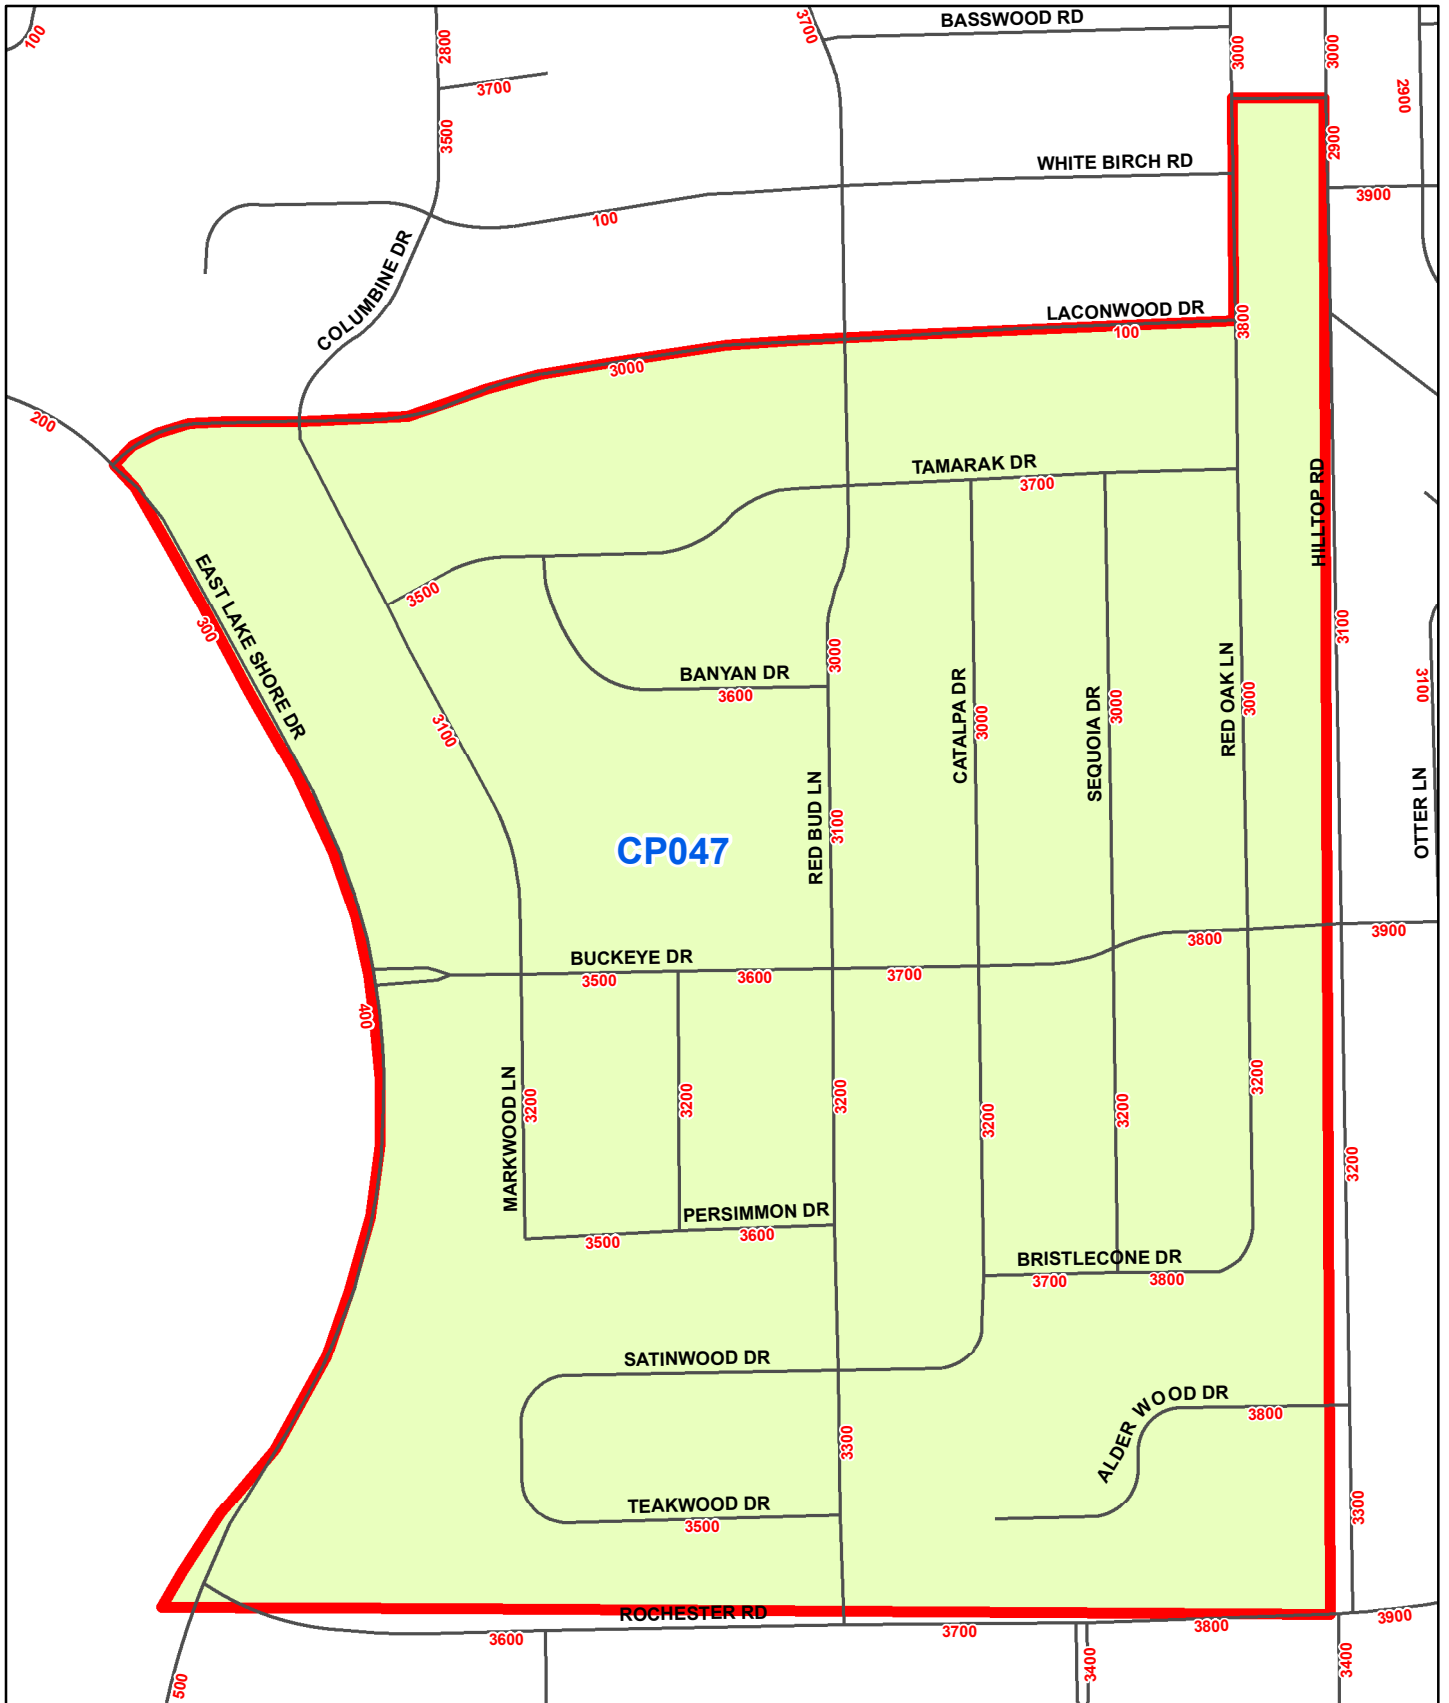 100
2800
3700
BASSWOOD RD
3000
3000
2900
3700
3500
2900
WHITE BIRCH RD
3900
100
COLUMBINE DR
LACONWOOD DR
100
3800
3000
200
TAMARAK DR
3700
HILLTOP RD
3500
EAST LAKE SHORE DR
300
3100
3000
BANYAN DR
3600
CATALPA DR
3000
SEQUOIA DR
3000
RED OAK LN
3000
3100
3100
RED BUD LN
3100
CP047
OTTER LN
BUCKEYE DR
3500
3600
3700
3800
3900
400
MARKWOOD LN
3200
3200
3200
3200
3200
3200
3200
PERSIMMON DR
3500
3600
BRISTLECONE DR
3700
3800
SATINWOOD DR
ALDER WOOD DR
3800
3300
TEAKWOOD DR
3500
3300
ROCHESTER RD
3600
3700
3800
3900
500
3400
3400